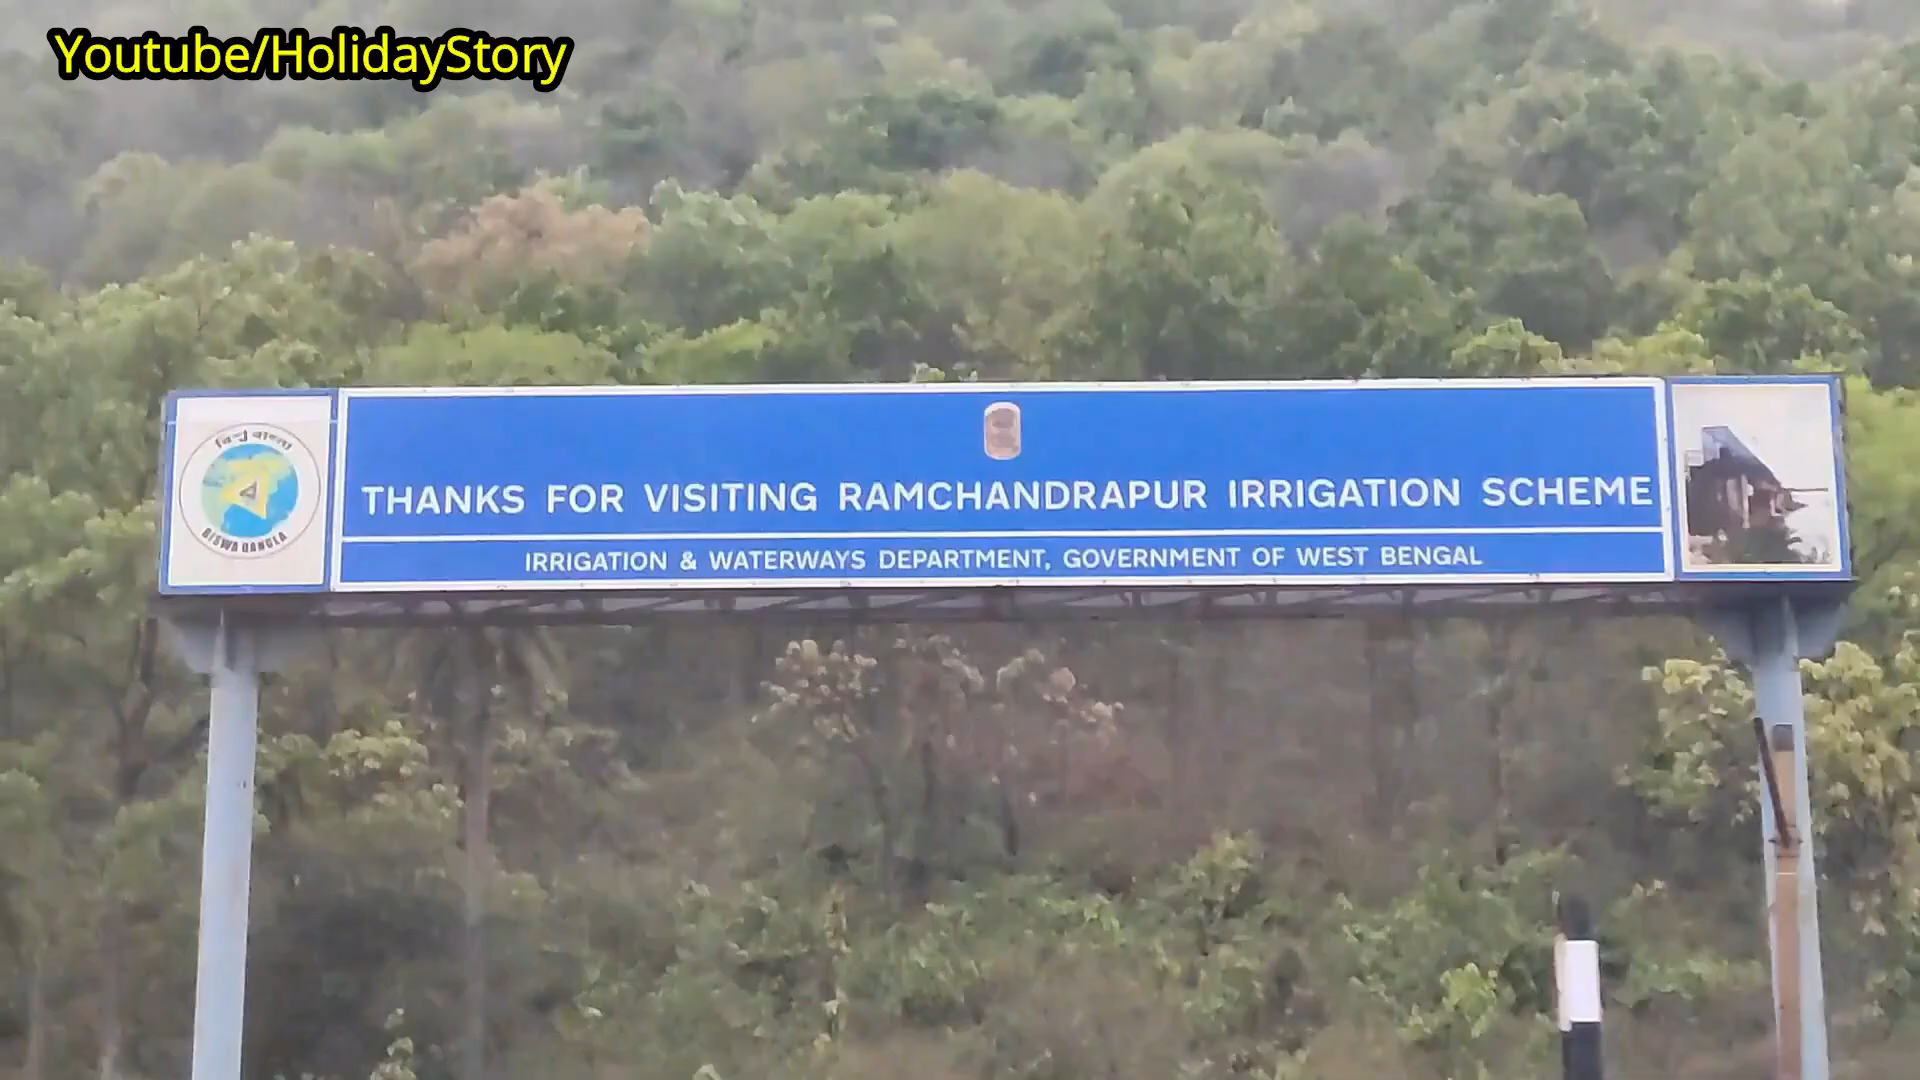 Youtube/HolidayStory
বিশ্ব বাংলা
BISWA BANGLA
THANKS FOR VISITING RAMCHANDRAPUR IRRIGATION SCHEME
IRRIGATION & WATERWAYS DEPARTMENT, GOVERNMENT OF WEST BENGAL